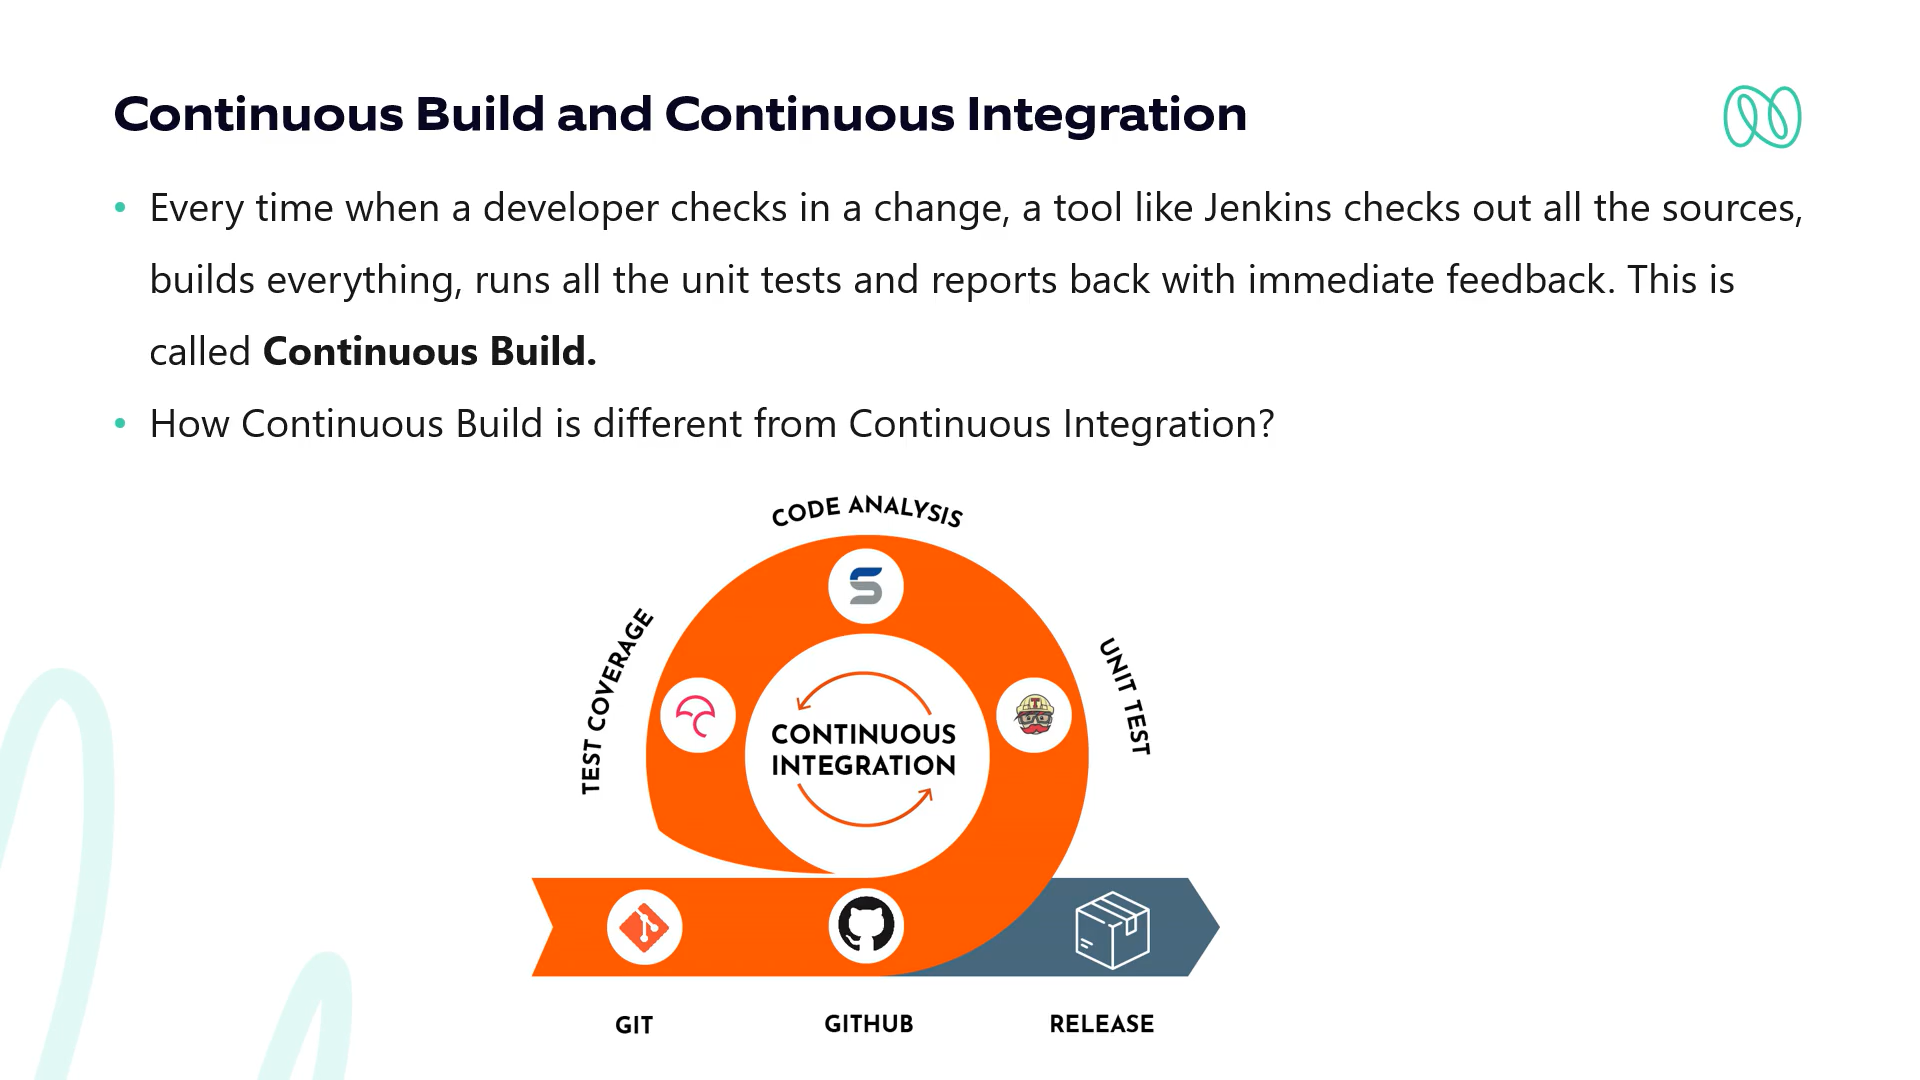 Continuous Build and Continuous Integration
• Every time when a developer checks in a change, a tool like Jenkins checks out all the sources,
builds everything, runs all the unit tests and reports back with immediate feedback. This is
called Continuous Build.
• How Continuous Build is different from Continuous Integration?
CODE ANALYSIS
TEST COVERAGE
UNIT TEST
CONTINUOUS
INTEGRATION
GIT
GITHUB
RELEASE